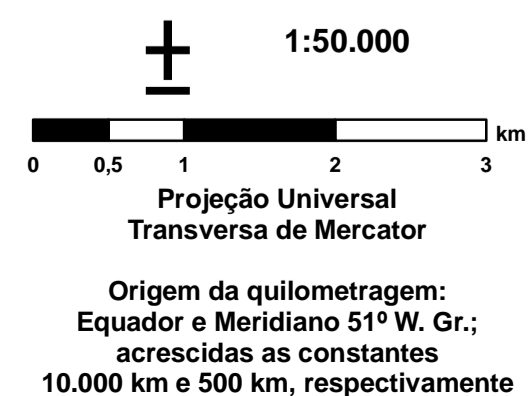 1:50.000
km
0 0,5 1 2 3
Projeção Universal
Transversa de Mercator
Origem da quilometragem:
Equador e Meridiano 51º W. Gr.;
acrescidas as constantes
10.000 km e 500 km, respectivamente